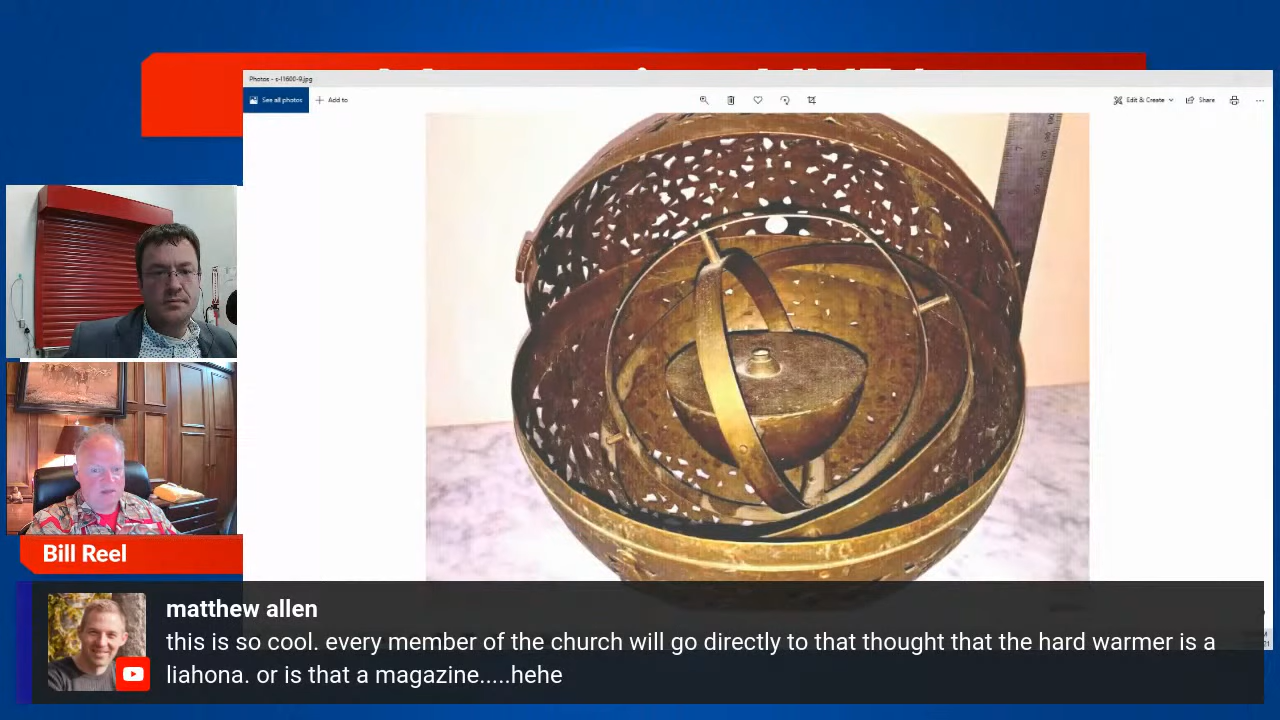 Photos - s-l1600-9.jpg
See all photos
Add to
Edit & Create
Share
Bill Reel
matthew allen
this is so cool. every member of the church will go directly to that thought that the hard warmer is a
liahona. or is that a magazine.....hehe